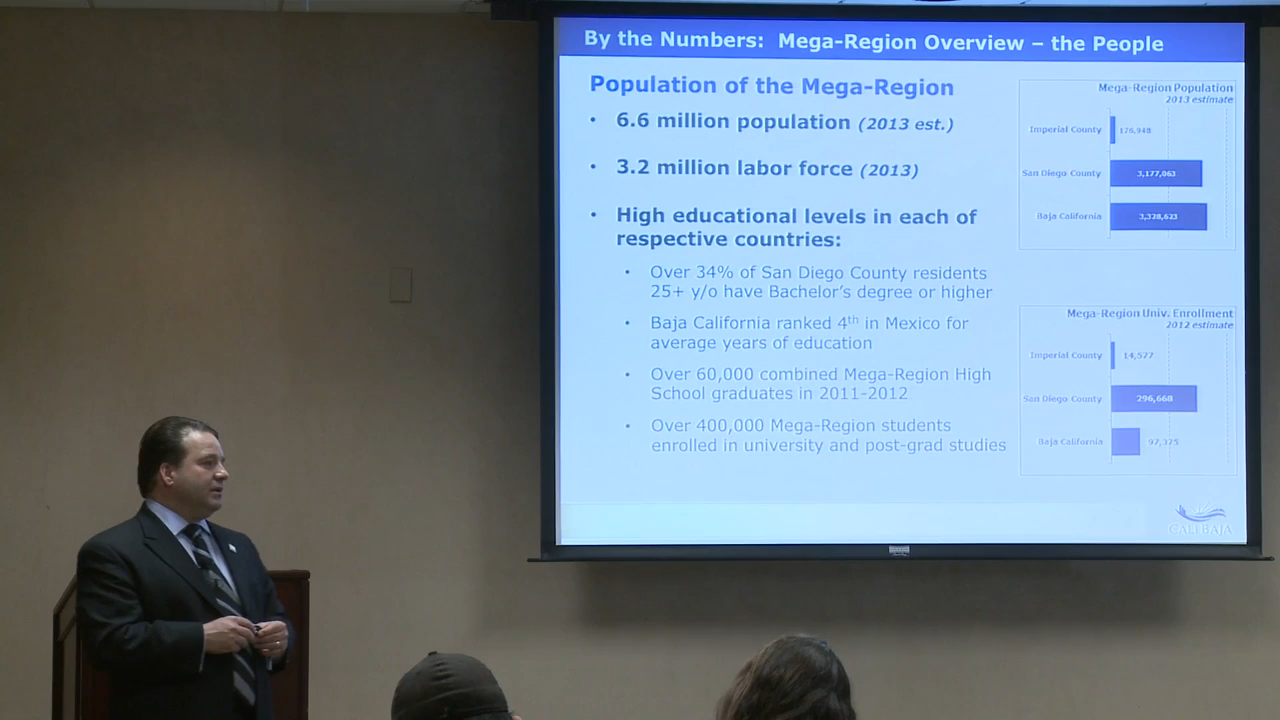 By the Numbers: Mega-Region Overview – the People
Population of the Mega-Region
• 6.6 million population (2013 est.)
• 3.2 million labor force (2013)
• High educational levels in each of
respective countries:
• Over 34% of San Diego County residents
25+ y/o have Bachelor's degree or higher
• Baja California ranked 4th in Mexico for
average years of education
• Over 60,000 combined Mega-Region High
School graduates in 2011-2012
• Over 400,000 Mega-Region students
enrolled in university and post-grad studies
Mega-Region Population
2013 estimate
Imperial County 176,948
San Diego County 3,177,063
Baja California 3,328,623
Mega-Region Univ. Enrollment
2012 estimate
Imperial County 14,577
San Diego County 296,668
Baja California 97,325
CALI BAJA